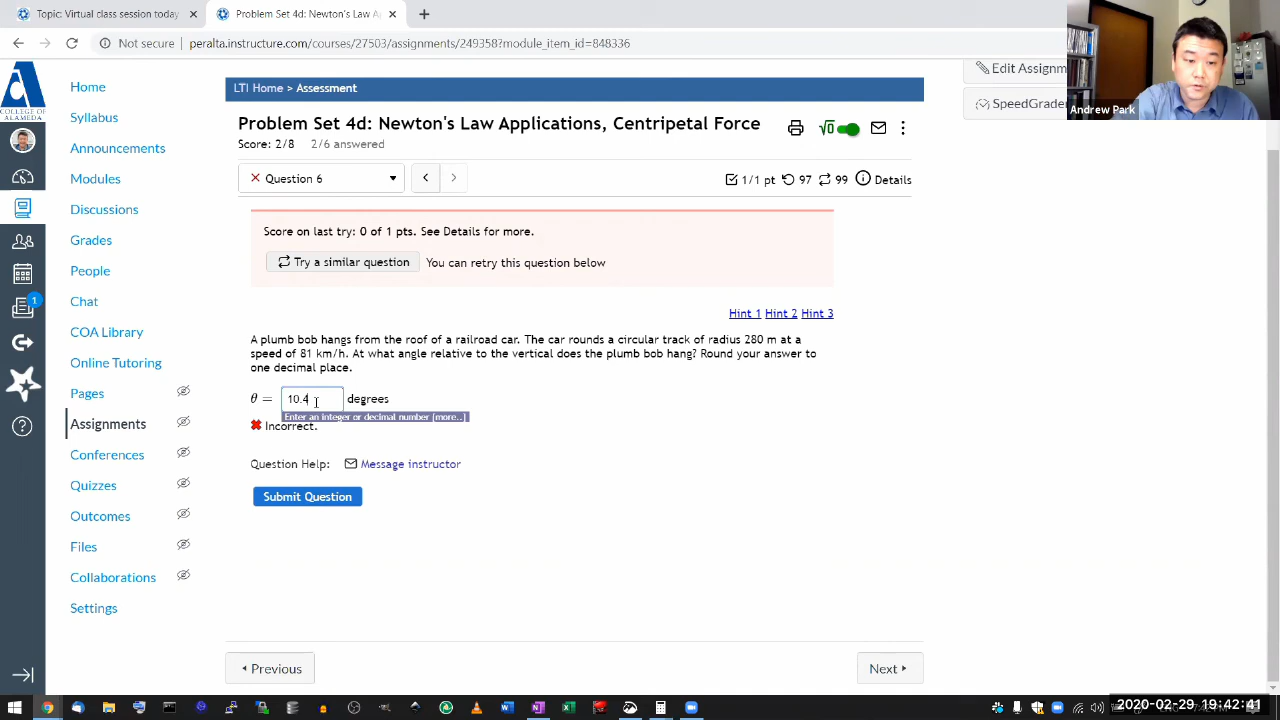 Topic: Virtual class session today
Problem Set 4d: Newton's Law A
Not secure | peralta.instructure.com/courses/27503/assignments/249358?module_item_id=848336
COLLEGE OF
ALAMEDA
1
Home
Syllabus
Announcements
Modules
Discussions
Grades
People
Chat
COA Library
Online Tutoring
Pages
Assignments
Conferences
Quizzes
Outcomes
Files
Collaborations
Settings
LTI Home > Assessment
Problem Set 4d: Newton's Law Applications, Centripetal Force
Score: 2/8 2/6 answered
√0
Question 6
1/1 pt 97 99 Details
Score on last try: 0 of 1 pts. See Details for more.
Try a similar question You can retry this question below
Hint 1 Hint 2 Hint 3
A plumb bob hangs from the roof of a railroad car. The car rounds a circular track of radius 280 m at a
speed of 81 km/h. At what angle relative to the vertical does the plumb bob hang? Round your answer to
one decimal place.
θ = 10.4 degrees
Enter an integer or decimal number [more..]
Incorrect.
Question Help: Message instructor
Submit Question
Previous
Next
Edit Assignm
SpeedGrade
Andrew Park
2020-02-29 19:42:41